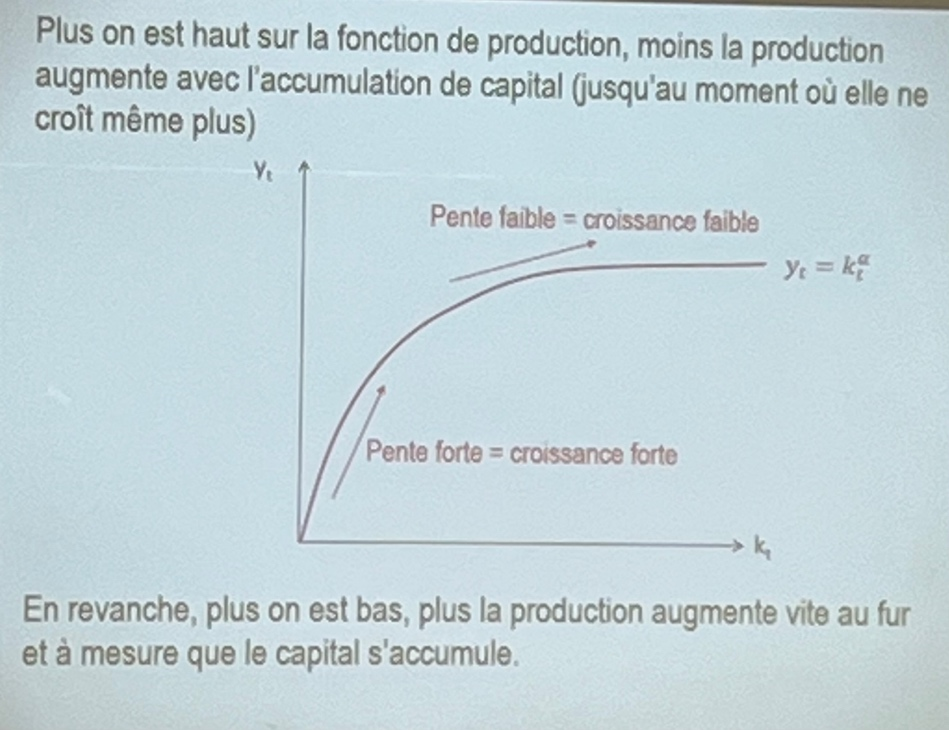 Plus on est haut sur la fonction de production, moins la production
augmente avec l'accumulation de capital (jusqu'au moment où elle ne
croît même plus)
yₜ
Pente faible = croissance faible
yₜ = kₜᵅ
Pente forte = croissance forte
kₜ
En revanche, plus on est bas, plus la production augmente vite au fur
et à mesure que le capital s'accumule.